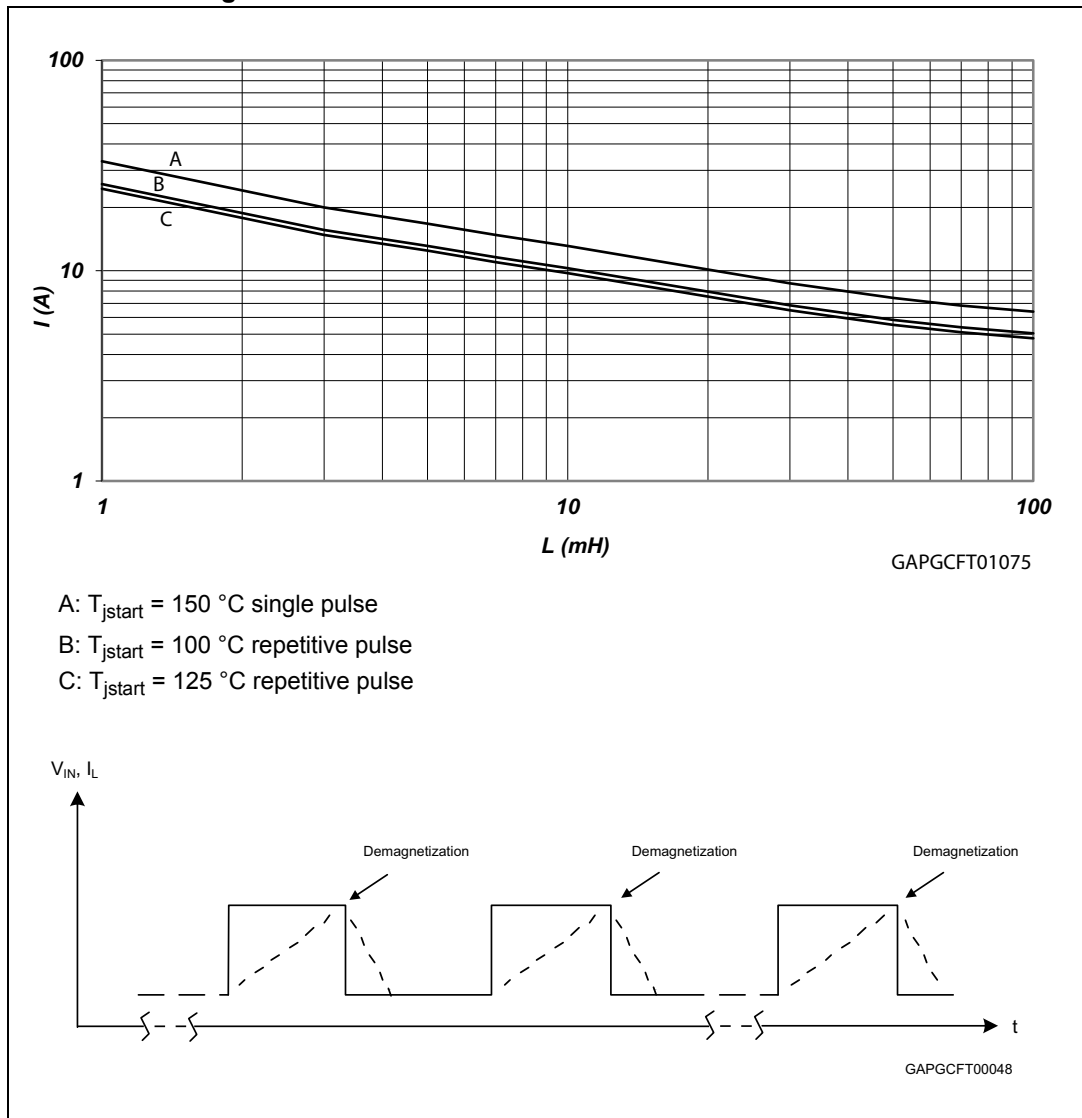 100
A
B
C
10
I (A)
1
1
10
100
L (mH)
GAPGCFT01075
A: Tjstart = 150 °C single pulse
B: Tjstart = 100 °C repetitive pulse
C: Tjstart = 125 °C repetitive pulse
VIN, IL
Demagnetization
Demagnetization
Demagnetization
t
GAPGCFT00048